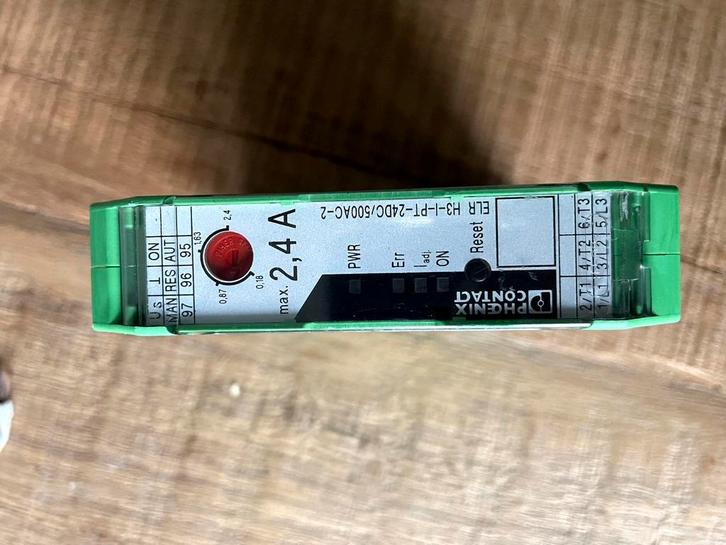 Us ⊥ ON
MAN RES AUT
97 96 95
1,63 2,4
0,87 0,18
max. 2,4 A
PWR
Err
I adj.
ON
Reset
ELR H3-I-PT-24DC/500AC-2
PHŒNIX
CONTACT
2/T1 4/T2 6/T3
1/L1 3/L2 5/L3